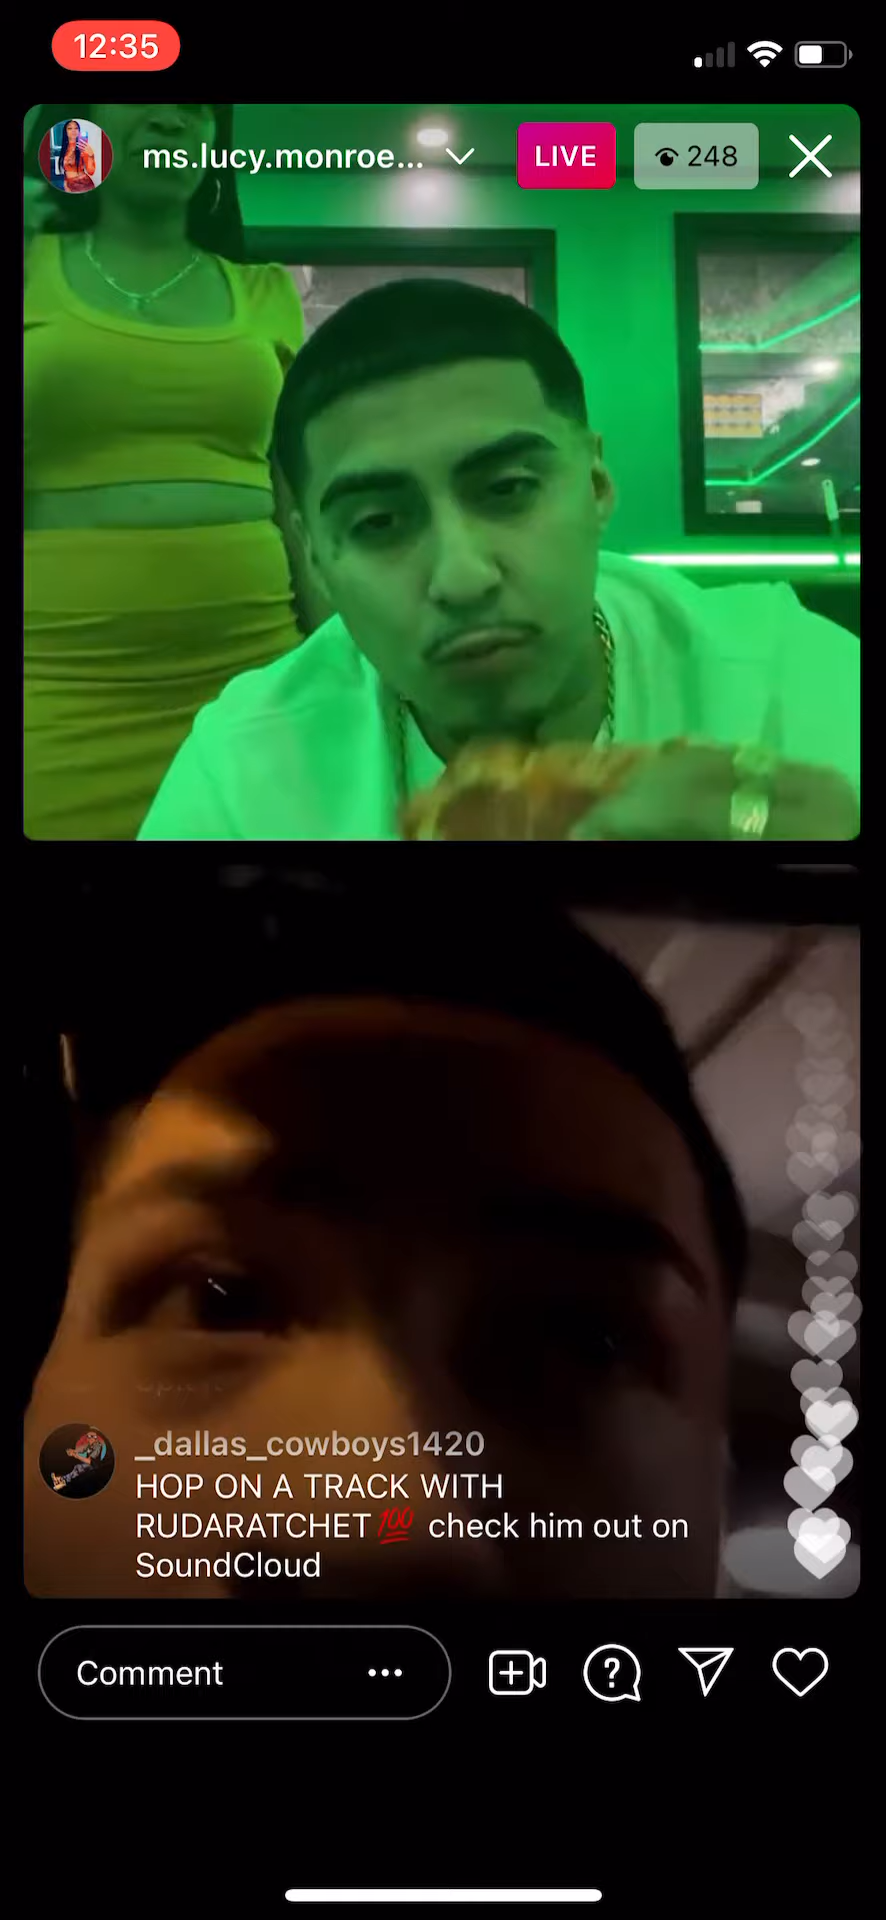 12:35
ms.lucy.monroe...
LIVE
248
_dallas_cowboys1420
HOP ON A TRACK WITH
RUDARATCHET💯 check him out on
SoundCloud
Comment